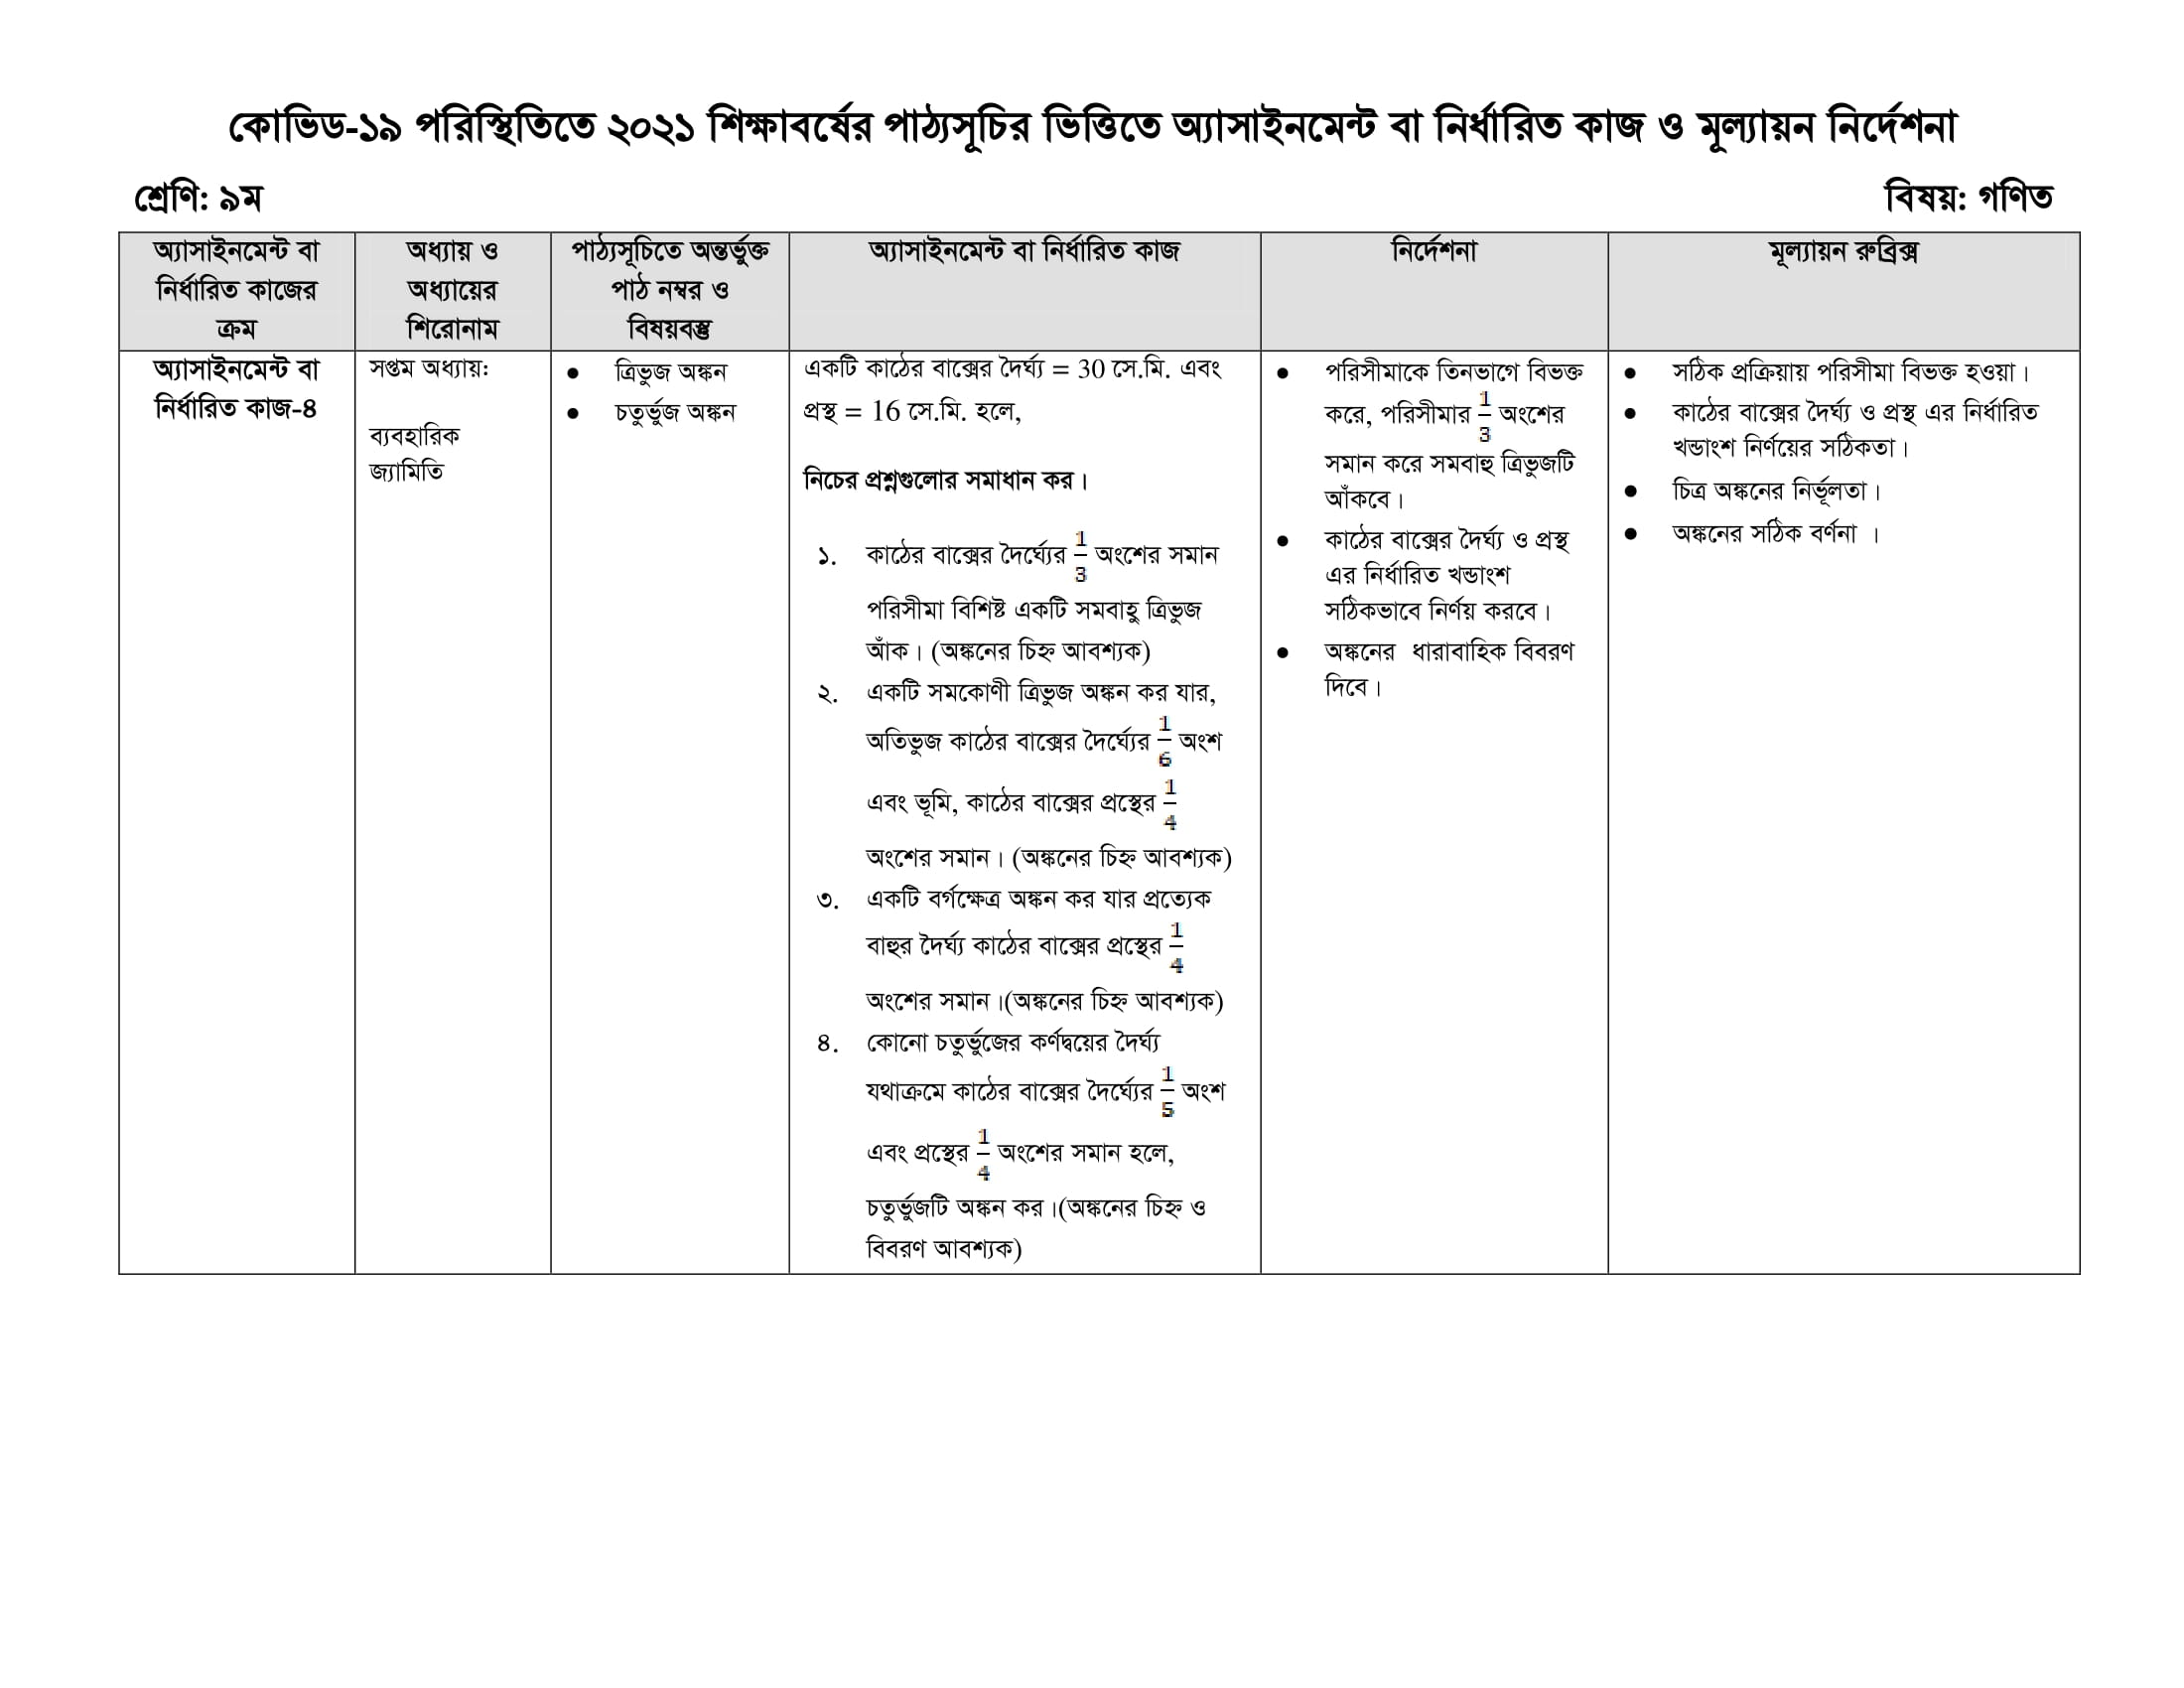 কোভিড-১৯ পরিস্থিতিতে ২০২১ শিক্ষাবর্ষের পাঠ্যসূচির ভিত্তিতে অ্যাসাইনমেন্ট বা নির্ধারিত কাজ ও মূল্যায়ন নির্দেশনা
শ্রেণি: ৯ম
বিষয়: গণিত
অ্যাসাইনমেন্ট বা
নির্ধারিত কাজের
ক্রম
অধ্যায় ও
অধ্যায়ের
শিরোনাম
পাঠ্যসূচিতে অন্তর্ভুক্ত
পাঠ নম্বর ও
বিষয়বস্তু
অ্যাসাইনমেন্ট বা নির্ধারিত কাজ
নির্দেশনা
মূল্যায়ন রুব্রিক্স
অ্যাসাইনমেন্ট বা
নির্ধারিত কাজ-৪
সপ্তম অধ্যায়:
ব্যবহারিক
জ্যামিতি
● ত্রিভুজ অঙ্কন
● চতুর্ভুজ অঙ্কন
একটি কাঠের বাক্সের দৈর্ঘ্য = 30 সে.মি. এবং
প্রস্থ = 16 সে.মি. হলে,
নিচের প্রশ্নগুলোর সমাধান কর।
১. কাঠের বাক্সের দৈর্ঘ্যের 1/3 অংশের সমান
পরিসীমা বিশিষ্ট একটি সমবাহু ত্রিভুজ
আঁক। (অঙ্কনের চিহ্ন আবশ্যক)
২. একটি সমকোণী ত্রিভুজ অঙ্কন কর যার,
অতিভুজ কাঠের বাক্সের দৈর্ঘ্যের 1/6 অংশ
এবং ভূমি, কাঠের বাক্সের প্রস্থের 1/4
অংশের সমান। (অঙ্কনের চিহ্ন আবশ্যক)
৩. একটি বর্গক্ষেত্র অঙ্কন কর যার প্রত্যেক
বাহুর দৈর্ঘ্য কাঠের বাক্সের প্রস্থের 1/4
অংশের সমান।(অঙ্কনের চিহ্ন আবশ্যক)
৪. কোনো চতুর্ভুজের কর্ণদ্বয়ের দৈর্ঘ্য
যথাক্রমে কাঠের বাক্সের দৈর্ঘ্যের 1/5 অংশ
এবং প্রস্থের 1/4 অংশের সমান হলে,
চতুর্ভুজটি অঙ্কন কর।(অঙ্কনের চিহ্ন ও
বিবরণ আবশ্যক)
● পরিসীমাকে তিনভাগে বিভক্ত
করে, পরিসীমার 1/3 অংশের
সমান করে সমবাহু ত্রিভুজটি
আঁকবে।
● কাঠের বাক্সের দৈর্ঘ্য ও প্রস্থ
এর নির্ধারিত খন্ডাংশ
সঠিকভাবে নির্ণয় করবে।
● অঙ্কনের ধারাবাহিক বিবরণ
দিবে।
● সঠিক প্রক্রিয়ায় পরিসীমা বিভক্ত হওয়া।
● কাঠের বাক্সের দৈর্ঘ্য ও প্রস্থ এর নির্ধারিত
খন্ডাংশ নির্ণয়ের সঠিকতা।
● চিত্র অঙ্কনের নির্ভূলতা।
● অঙ্কনের সঠিক বর্ণনা ।